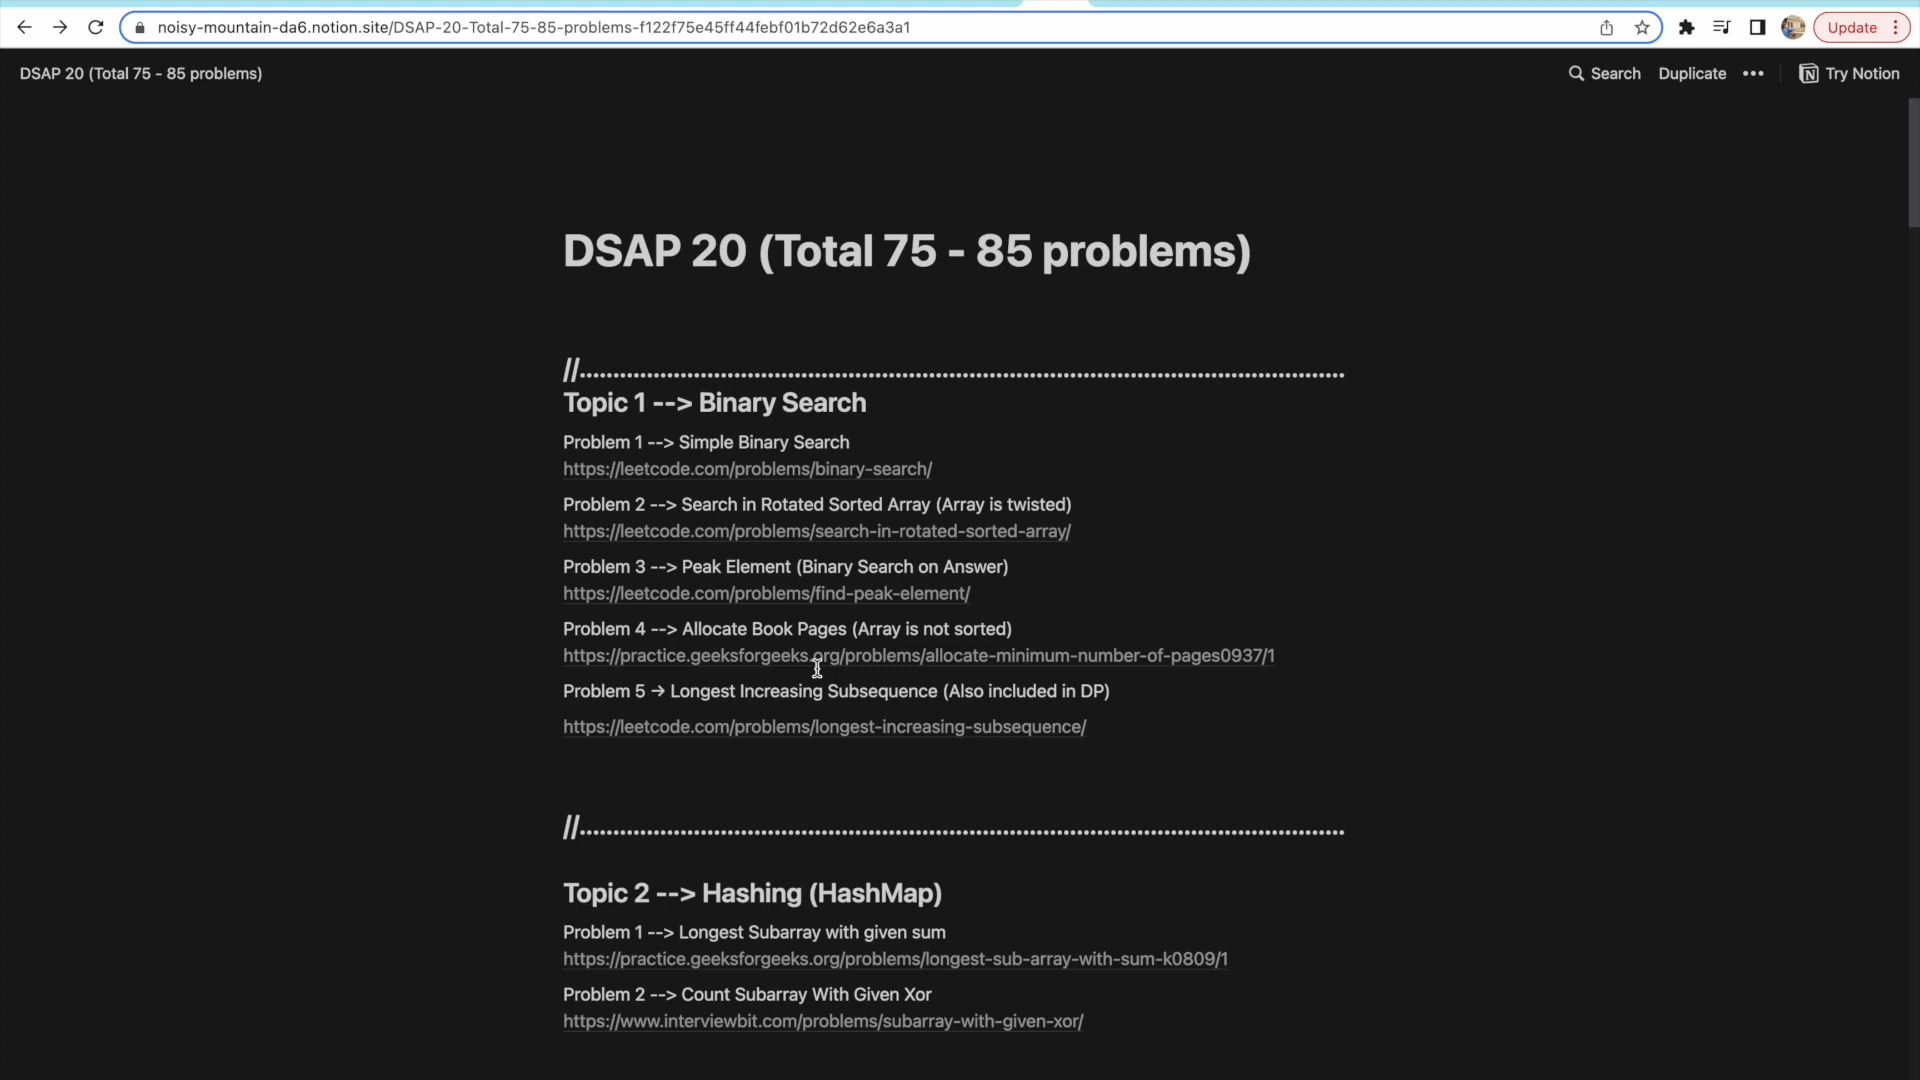 noisy-mountain-da6.notion.site/DSAP-20-Total-75-85-problems-f122f75e45ff44febf01b72d62e6a3a1
Update
DSAP 20 (Total 75 - 85 problems)
Search
Duplicate
Try Notion
DSAP 20 (Total 75 - 85 problems)
//......................................................................................................................
Topic 1 --> Binary Search
Problem 1 --> Simple Binary Search
https://leetcode.com/problems/binary-search/
Problem 2 --> Search in Rotated Sorted Array (Array is twisted)
https://leetcode.com/problems/search-in-rotated-sorted-array/
Problem 3 --> Peak Element (Binary Search on Answer)
https://leetcode.com/problems/find-peak-element/
Problem 4 --> Allocate Book Pages (Array is not sorted)
https://practice.geeksforgeeks.org/problems/allocate-minimum-number-of-pages0937/1
Problem 5 → Longest Increasing Subsequence (Also included in DP)
https://leetcode.com/problems/longest-increasing-subsequence/
//......................................................................................................................
Topic 2 --> Hashing (HashMap)
Problem 1 --> Longest Subarray with given sum
https://practice.geeksforgeeks.org/problems/longest-sub-array-with-sum-k0809/1
Problem 2 --> Count Subarray With Given Xor
https://www.interviewbit.com/problems/subarray-with-given-xor/